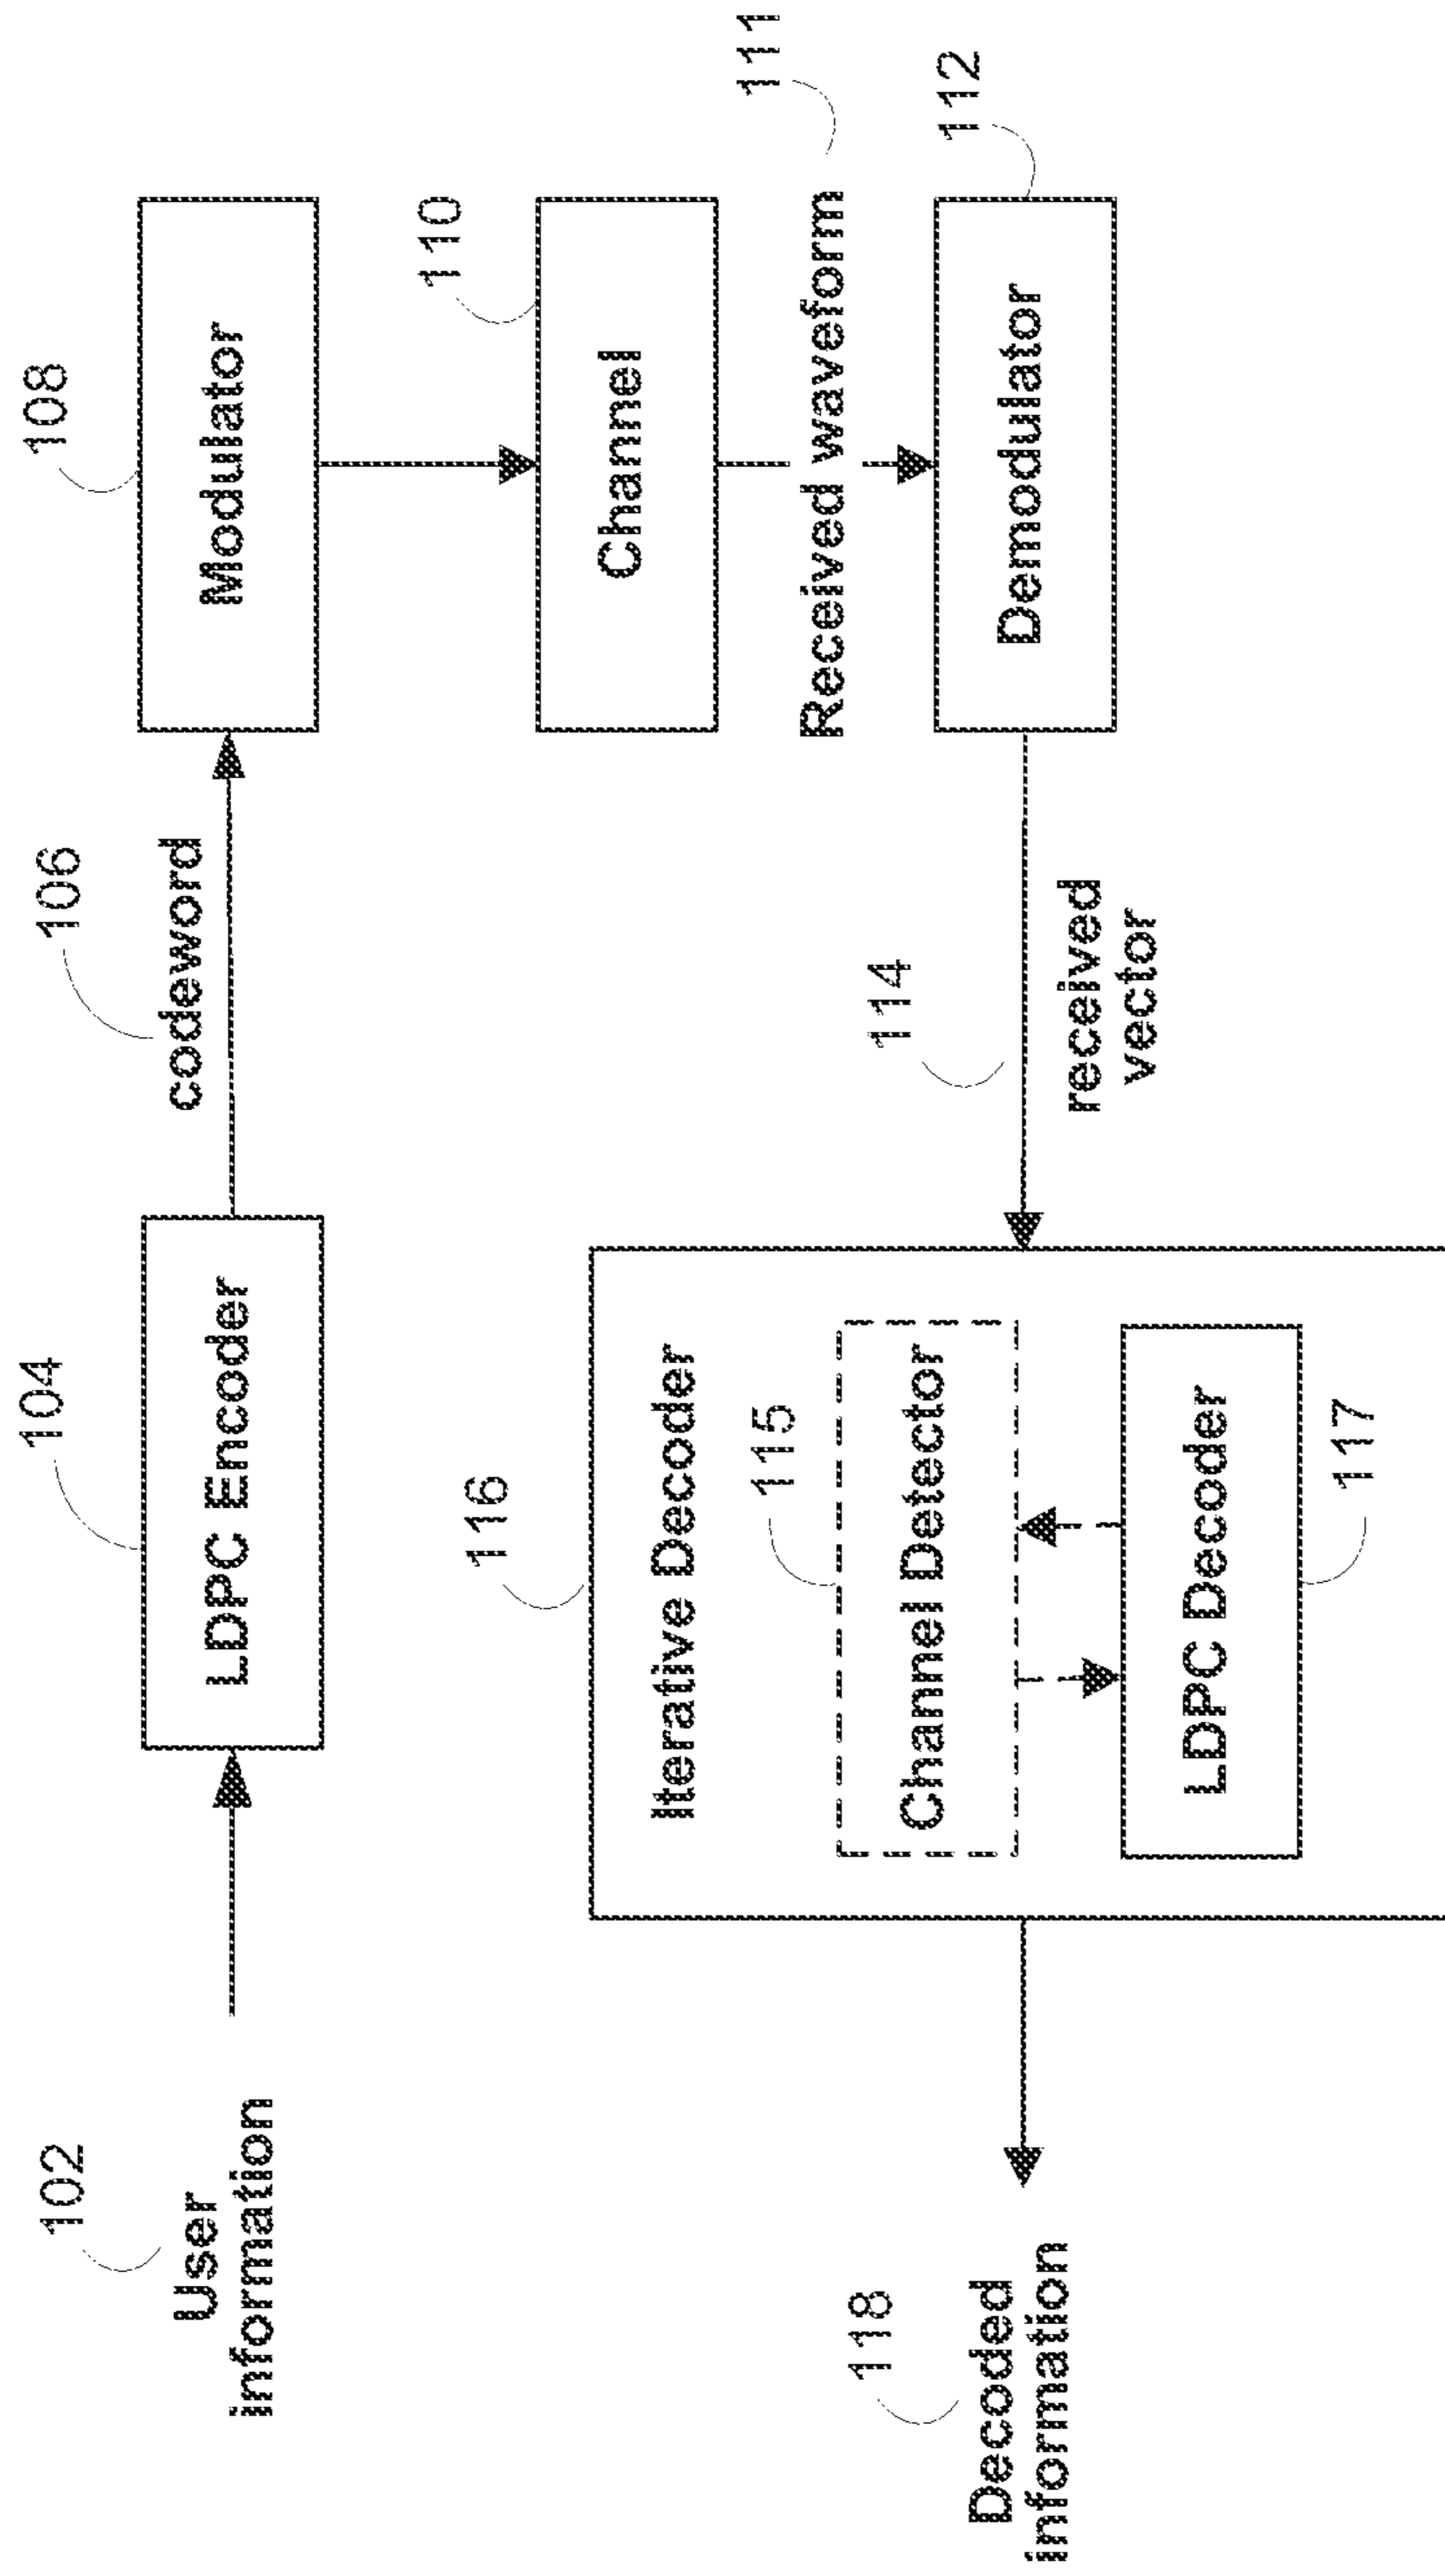 102
User
information
104
LDPC Encoder
106
codeword
108
Modulator
110
Channel
111
Received waveform
112
Demodulator
114
received
vector
116
Iterative Decoder
115
Channel Detector
LDPC Decoder
117
118
Decoded
information